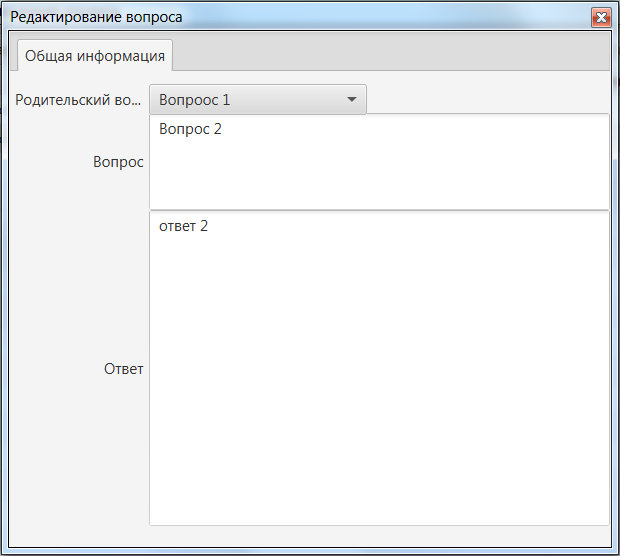 Редактирование вопроса
Общая информация
Родительский во...
Вопроос 1
Вопрос 2
Вопрос
ответ 2
Ответ